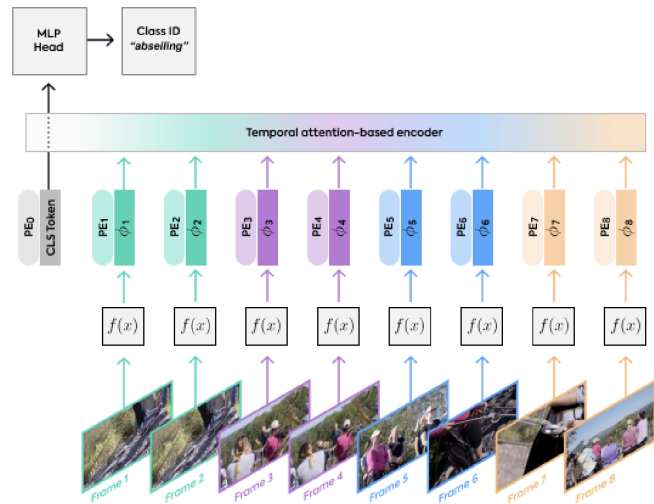 MLP
Head
Class ID
"abseiling"
Temporal attention-based encoder
PE0
CLS Token
PE1
ϕ1
PE2
ϕ2
PE3
ϕ3
PE4
ϕ4
PE5
ϕ5
PE6
ϕ6
PE7
ϕ7
PE8
ϕ8
f(x)
f(x)
f(x)
f(x)
f(x)
f(x)
f(x)
f(x)
Frame 1
Frame 2
Frame 3
Frame 4
Frame 5
Frame 6
Frame 7
Frame 8